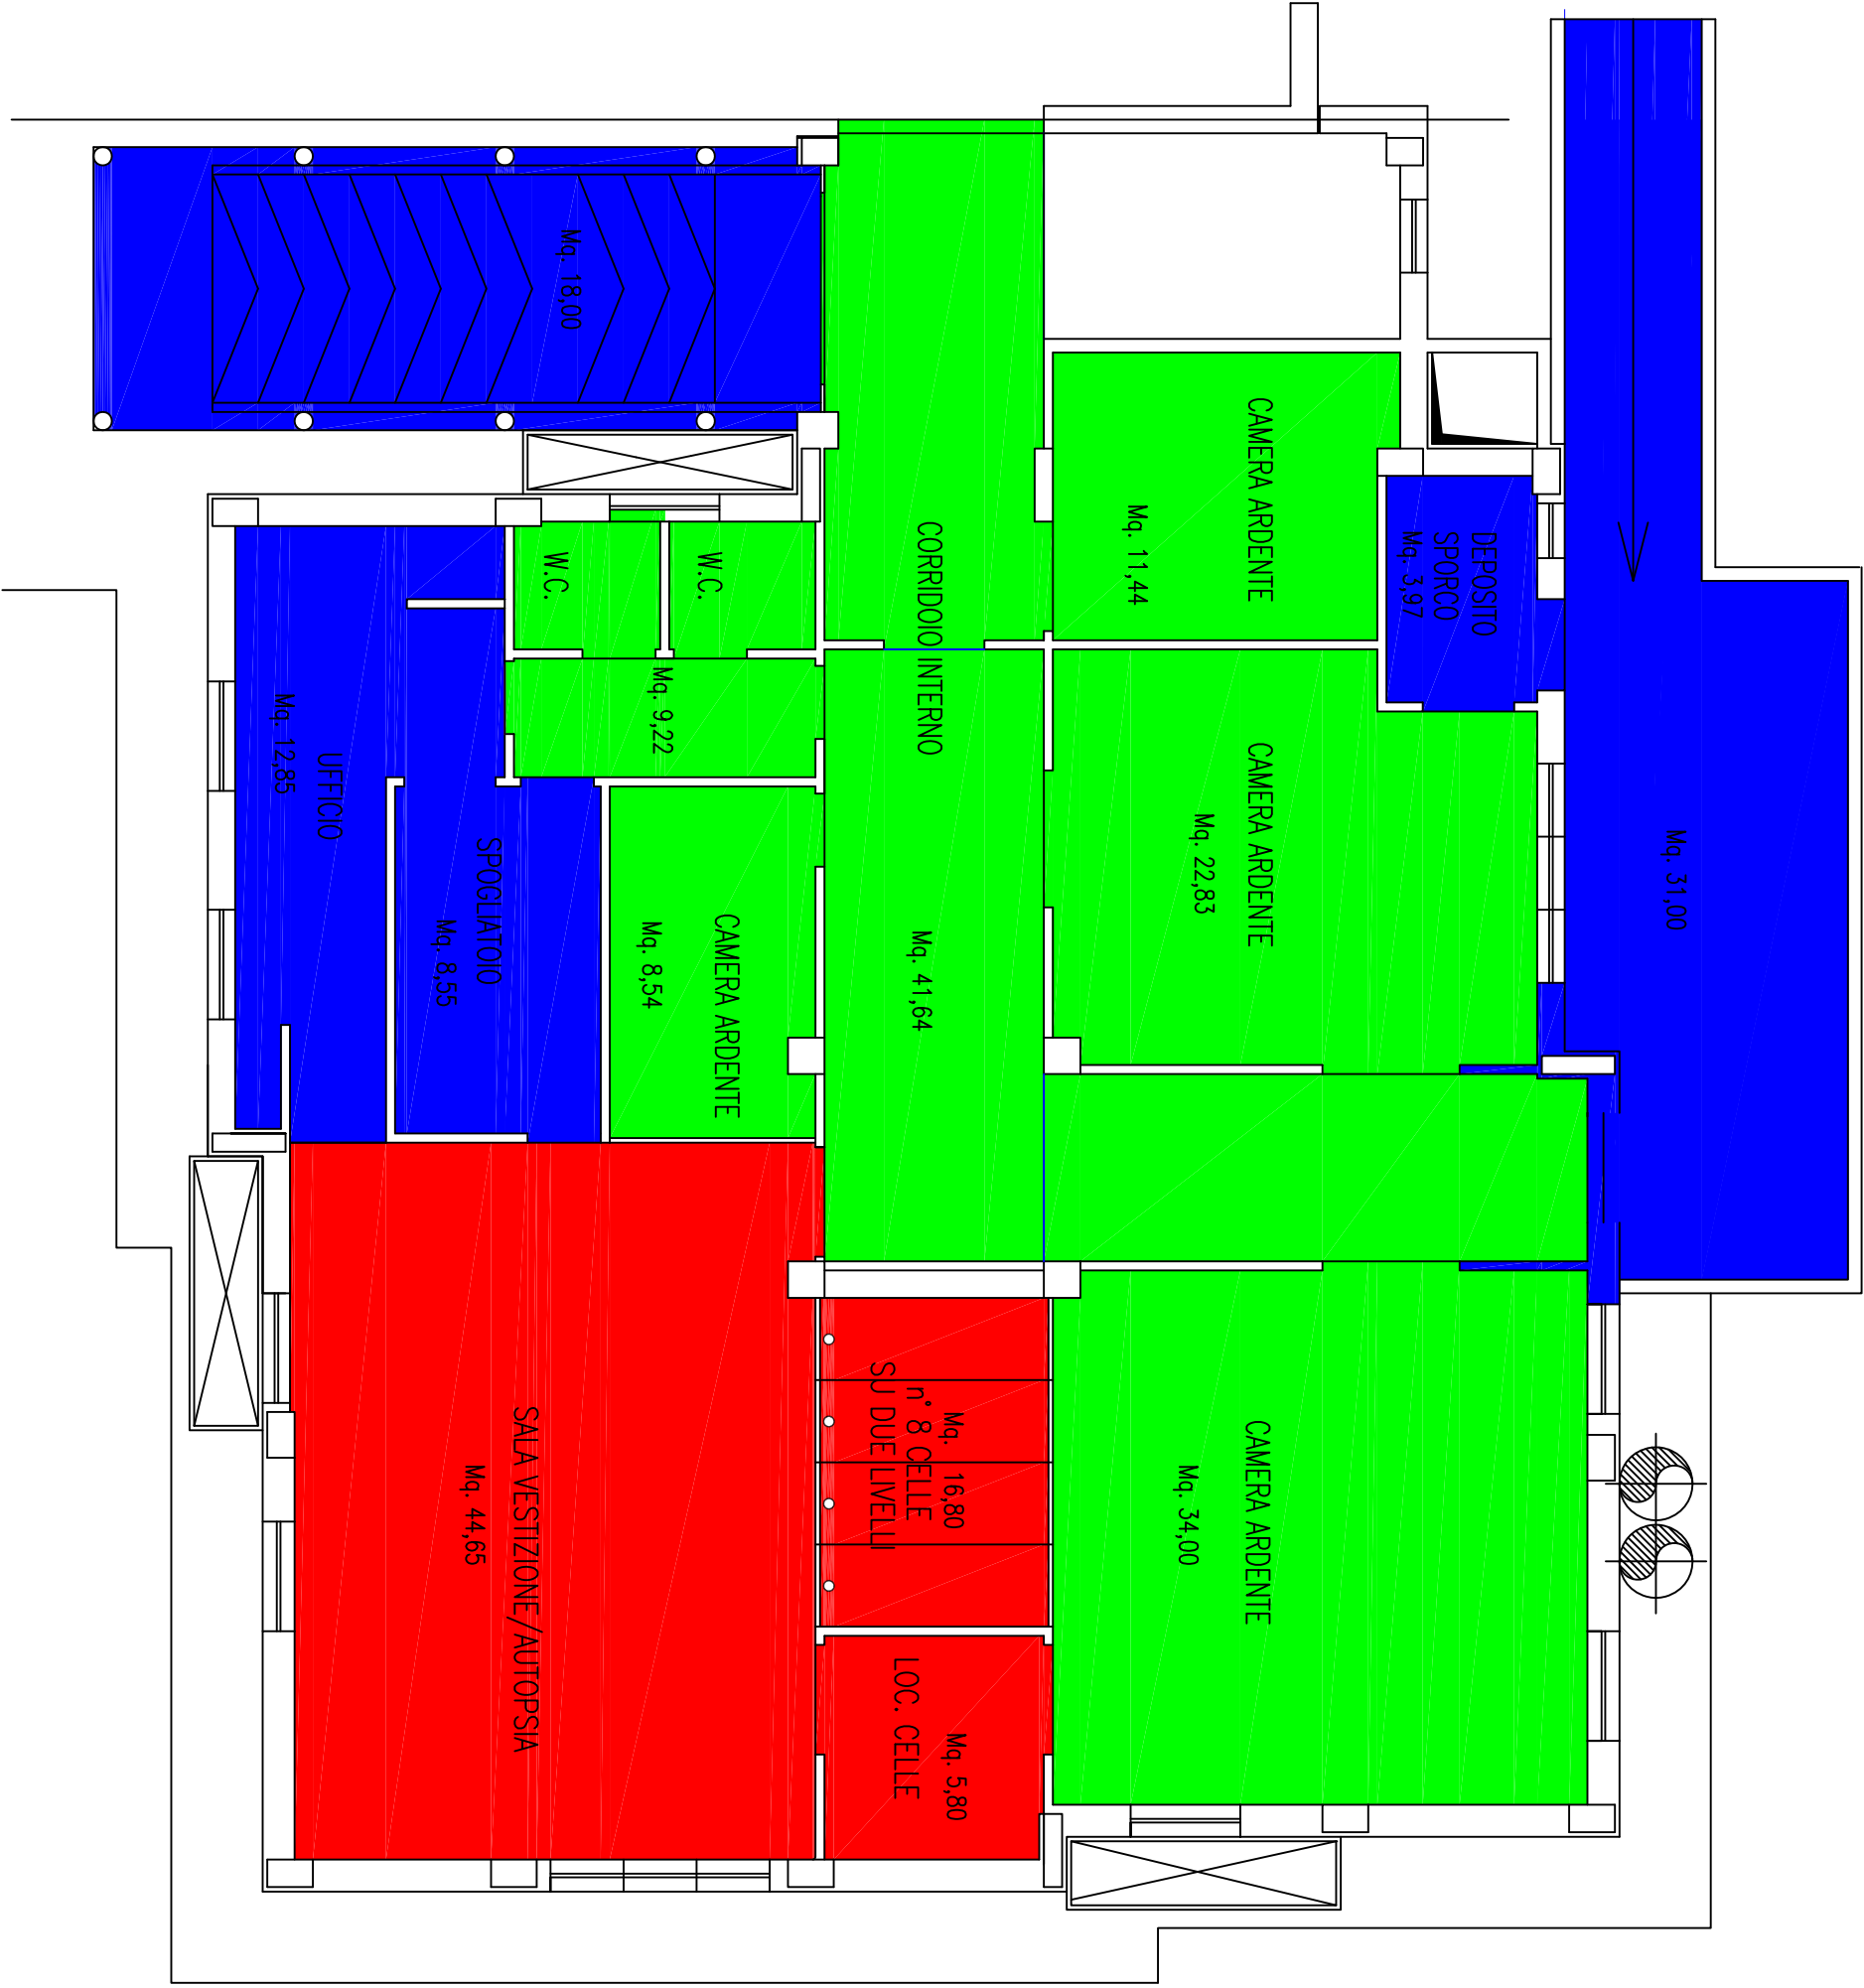 Mq. 31,00
DEPOSITO
SPORCO
Mq. 3,97
CAMERA ARDENTE
Mq. 11,44
CAMERA ARDENTE
Mq. 22,83
CAMERA ARDENTE
Mq. 34,00
CORRIDOIO INTERNO
Mq. 41,64
Mq. 16,80
n° 8 CELLE
SU DUE LIVELLI
Mq. 5,80
LOC. CELLE
W.C.
W.C.
Mq. 9,22
CAMERA ARDENTE
Mq. 8,54
Mq. 18,00
SPOGLIATOIO
Mq. 8,55
UFFICIO
Mq. 12,85
SALA VESTIZIONE/AUTOPSIA
Mq. 44,65